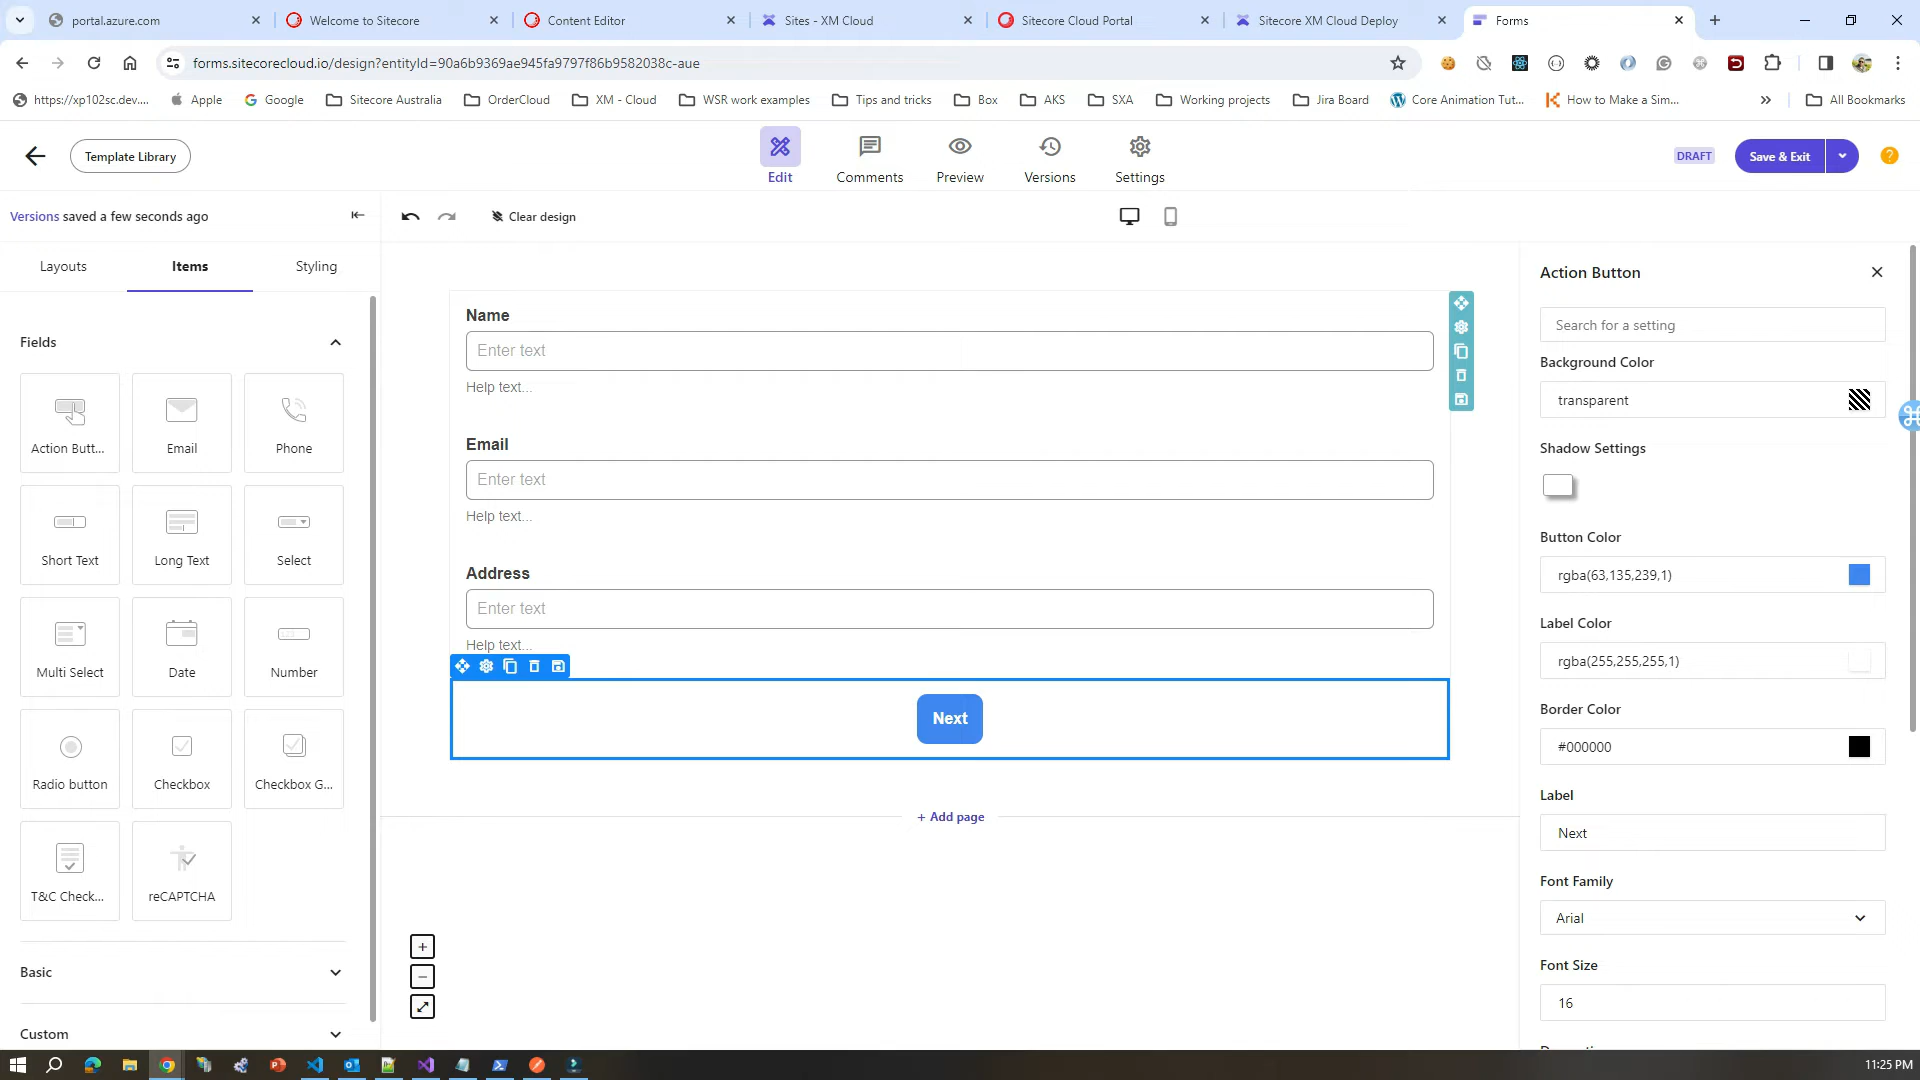 portal.azure.com
Welcome to Sitecore
Content Editor
Sites - XM Cloud
Sitecore Cloud Portal
Sitecore XM Cloud Deploy
Forms
forms.sitecorecloud.io/design?entityId=90a6b9369ae945fa9797f86b9582038c-aue
https://xp102sc.dev....
Apple
Google
Sitecore Australia
OrderCloud
XM - Cloud
WSR work examples
Tips and tricks
Box
AKS
SXA
Working projects
Jira Board
Core Animation Tut...
How to Make a Sim...
All Bookmarks
Template Library
Edit
Comments
Preview
Versions
Settings
DRAFT
Save & Exit
Versions saved a few seconds ago
Clear design
Layouts
Items
Styling
Fields
Action Butt...
Email
Phone
Short Text
Long Text
Select
Multi Select
Date
Number
Radio button
Checkbox
Checkbox G...
T&C Check...
reCAPTCHA
Basic
Custom
Name
Enter text
Help text...
Email
Enter text
Help text...
Address
Enter text
Help text...
Next
+ Add page
Action Button
Search for a setting
Background Color
transparent
Shadow Settings
Button Color
rgba(63,135,239,1)
Label Color
rgba(255,255,255,1)
Border Color
#000000
Label
Next
Font Family
Arial
Font Size
16
11:25 PM